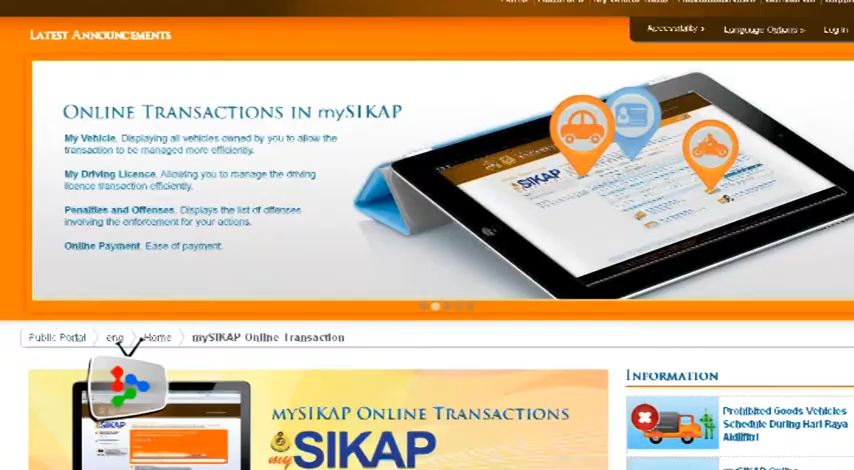 LATEST ANNOUNCEMENTS
Accessibility
Language Options
Log In
ONLINE TRANSACTIONS IN mySIKAP
My Vehicle, Displaying all vehicles owned by you to allow the
transaction to be managed more efficiently.
My Driving Licence, Allowing you to manage the driving
licence transaction efficiently.
Penalties and Offenses, Displays the list of offenses
involving the enforcement for your actions.
Online Payment, Ease of payment.
SIKAP
Public Portal
eng
Home
mySIKAP Online Transaction
SIKAP
mySIKAP ONLINE TRANSACTIONS
mySIKAP
INFORMATION
Prohibited Goods Vehicles
Schedule During Hari Raya
Aidilfitri
mySIKAP Online